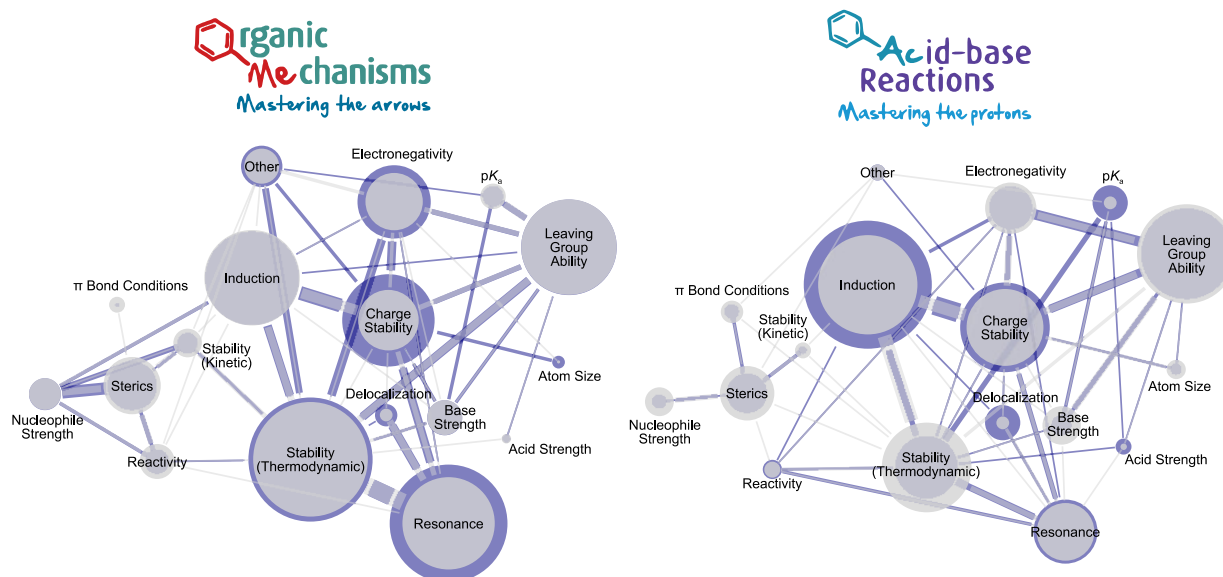 Organic
Mechanisms
Mastering the arrows
Other
Electronegativity
pKₐ
Leaving
Group
Ability
Induction
π Bond Conditions
Charge
Stability
Stability
(Kinetic)
Sterics
Atom Size
Nucleophile
Strength
Delocalization
Base
Strength
Acid Strength
Reactivity
Stability
(Thermodynamic)
Resonance
Acid-base
Reactions
Mastering the protons
Other
Electronegativity
pKₐ
Leaving
Group
Ability
Induction
π Bond Conditions
Charge
Stability
Stability
(Kinetic)
Sterics
Atom Size
Nucleophile
Strength
Delocalization
Base
Strength
Acid Strength
Stability
(Thermodynamic)
Reactivity
Resonance